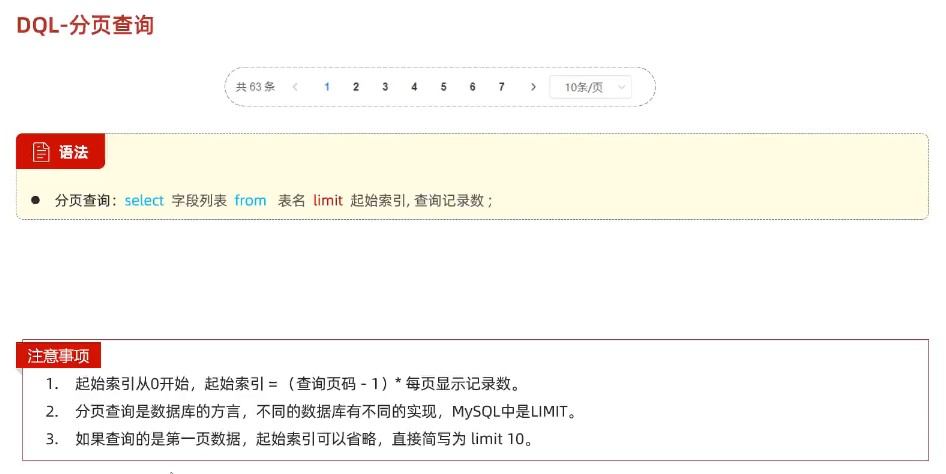 DQL-分页查询
共 63 条 < 1 2 3 4 5 6 7 > 10条/页
语法
● 分页查询：select 字段列表 from 表名 limit 起始索引, 查询记录数 ;
注意事项
1. 起始索引从0开始，起始索引 = （查询页码 - 1）* 每页显示记录数。
2. 分页查询是数据库的方言，不同的数据库有不同的实现，MySQL中是LIMIT。
3. 如果查询的是第一页数据，起始索引可以省略，直接简写为 limit 10。